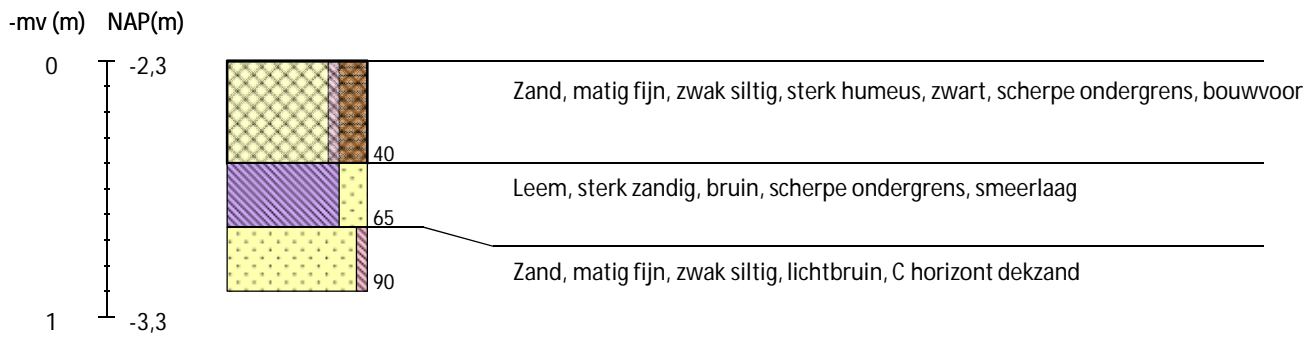 -mv (m) NAP(m)
0 -2,3
Zand, matig fijn, zwak siltig, sterk humeus, zwart, scherpe ondergrens, bouwvoor
40
Leem, sterk zandig, bruin, scherpe ondergrens, smeerlaag
65
Zand, matig fijn, zwak siltig, lichtbruin, C horizont dekzand
90
1 -3,3